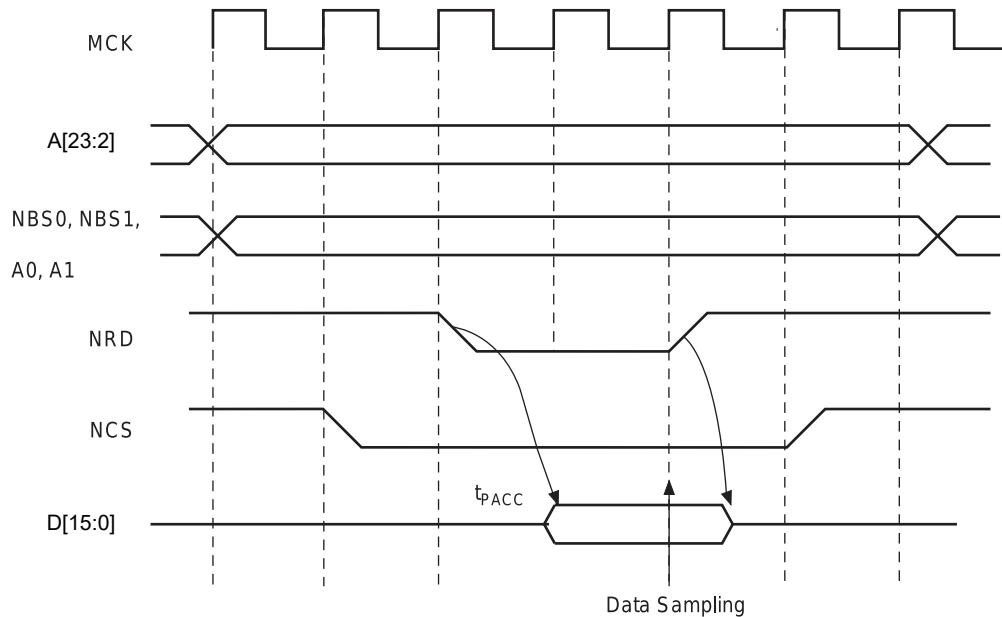 MCK
A[23:2]
NBS0, NBS1,
A0, A1
NRD
NCS
tPACC
D[15:0]
Data Sampling